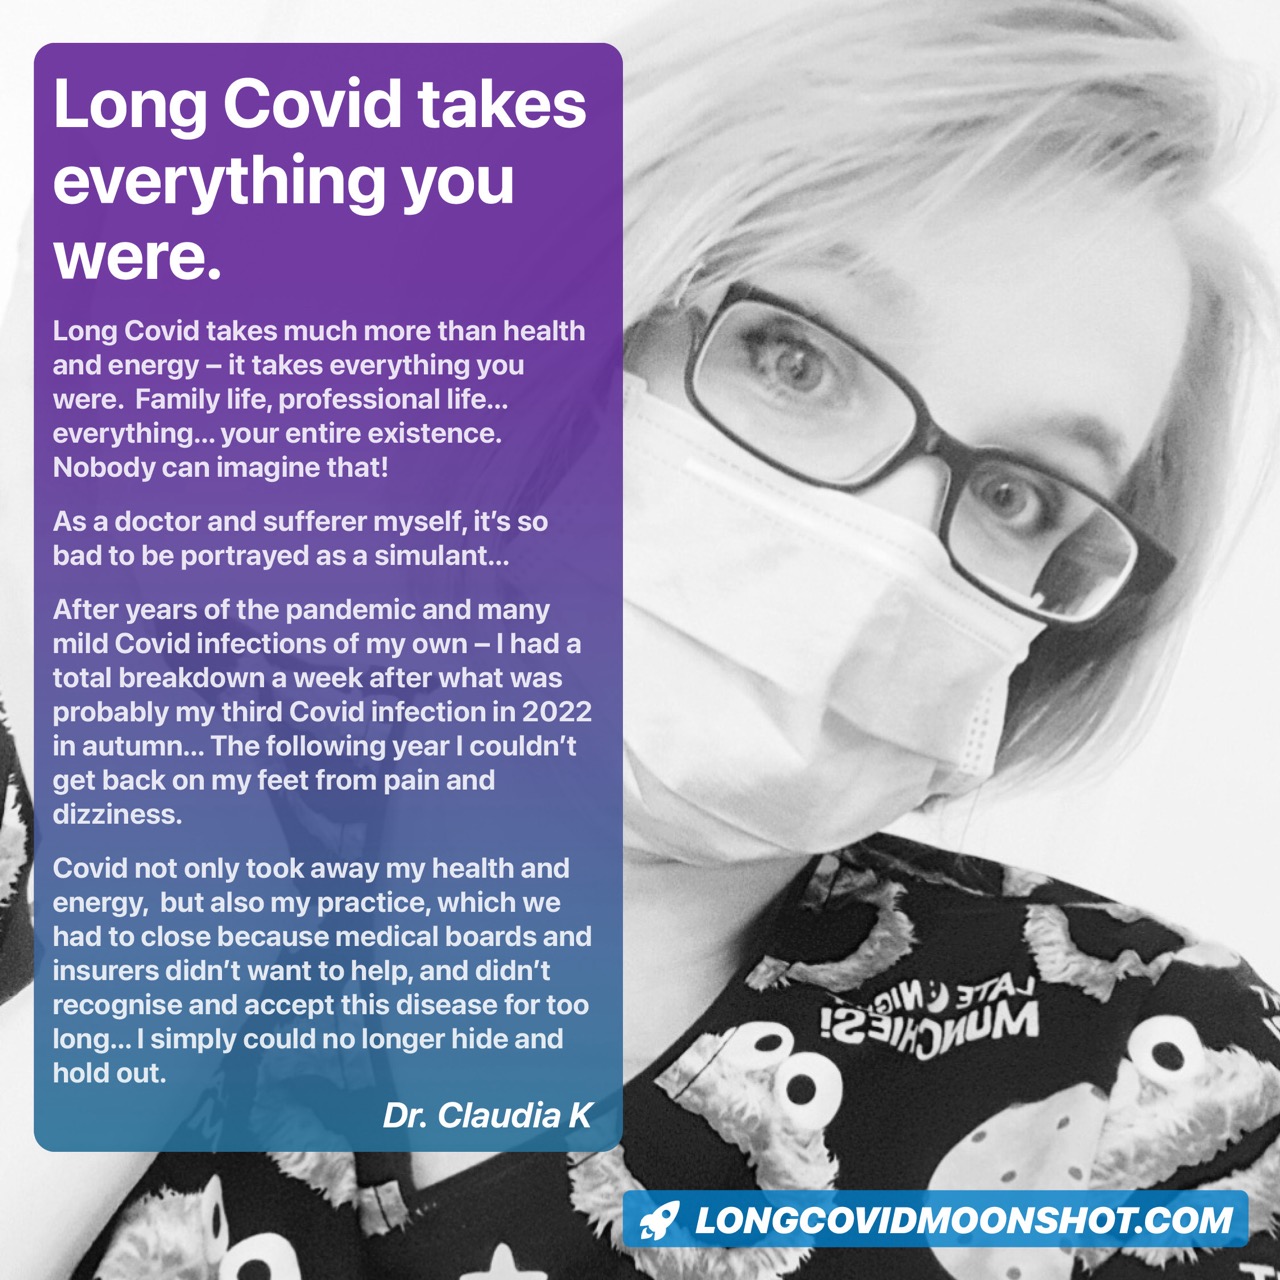 Long Covid takes
everything you
were.
Long Covid takes much more than health
and energy – it takes everything you
were.  Family life, professional life...
everything... your entire existence.
Nobody can imagine that!
As a doctor and sufferer myself, it's so
bad to be portrayed as a simulant...
After years of the pandemic and many
mild Covid infections of my own – I had a
total breakdown a week after what was
probably my third Covid infection in 2022
in autumn... The following year I couldn't
get back on my feet from pain and
dizziness.
Covid not only took away my health and
energy,  but also my practice, which we
had to close because medical boards and
insurers didn't want to help, and didn't
recognise and accept this disease for too
long... I simply could no longer hide and
hold out.
Dr. Claudia K
LATE NIGHT
MUNCHIES!
LONGCOVIDMOONSHOT.COM